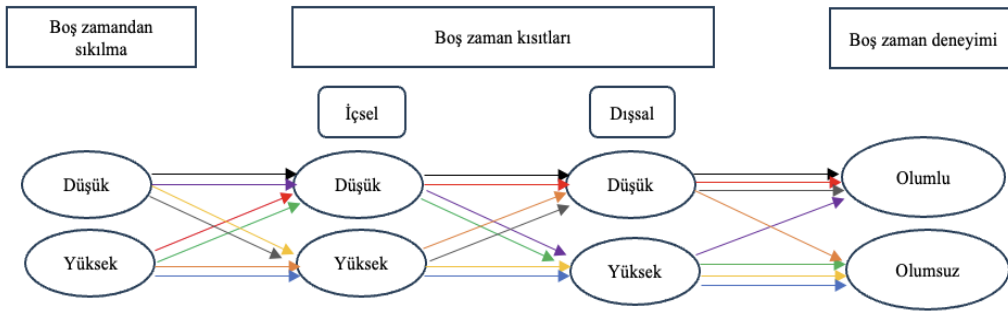 Boş zamandan
sıkılma
Boş zaman kısıtları
Boş zaman deneyimi
İçsel
Dışsal
Düşük
Düşük
Düşük
Olumlu
Yüksek
Yüksek
Yüksek
Olumsuz